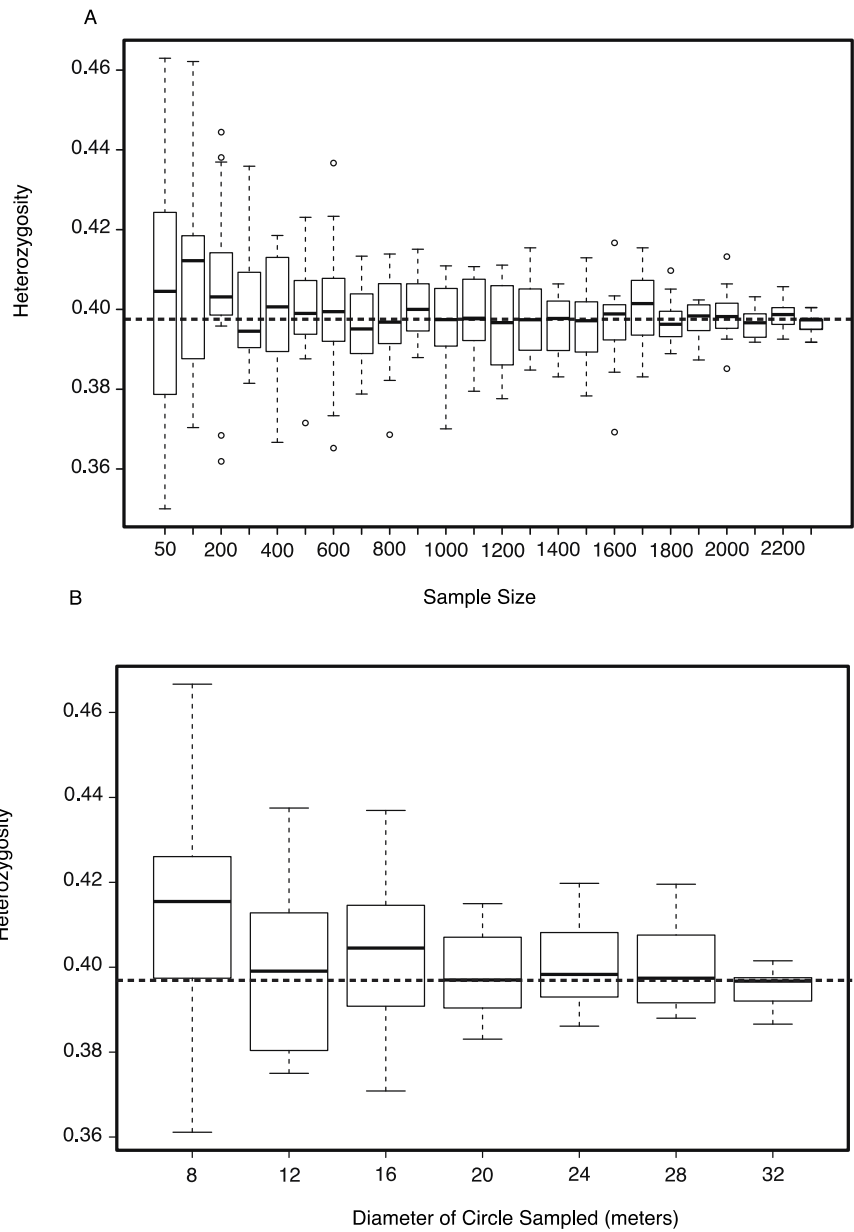 A
Heterozygosity
0.46
0.44
0.42
0.40
0.38
0.36
50 200 400 600 800 1000 1200 1400 1600 1800 2000 2200
Sample Size
B
Heterozygosity
0.46
0.44
0.42
0.40
0.38
0.36
8 12 16 20 24 28 32
Diameter of Circle Sampled (meters)